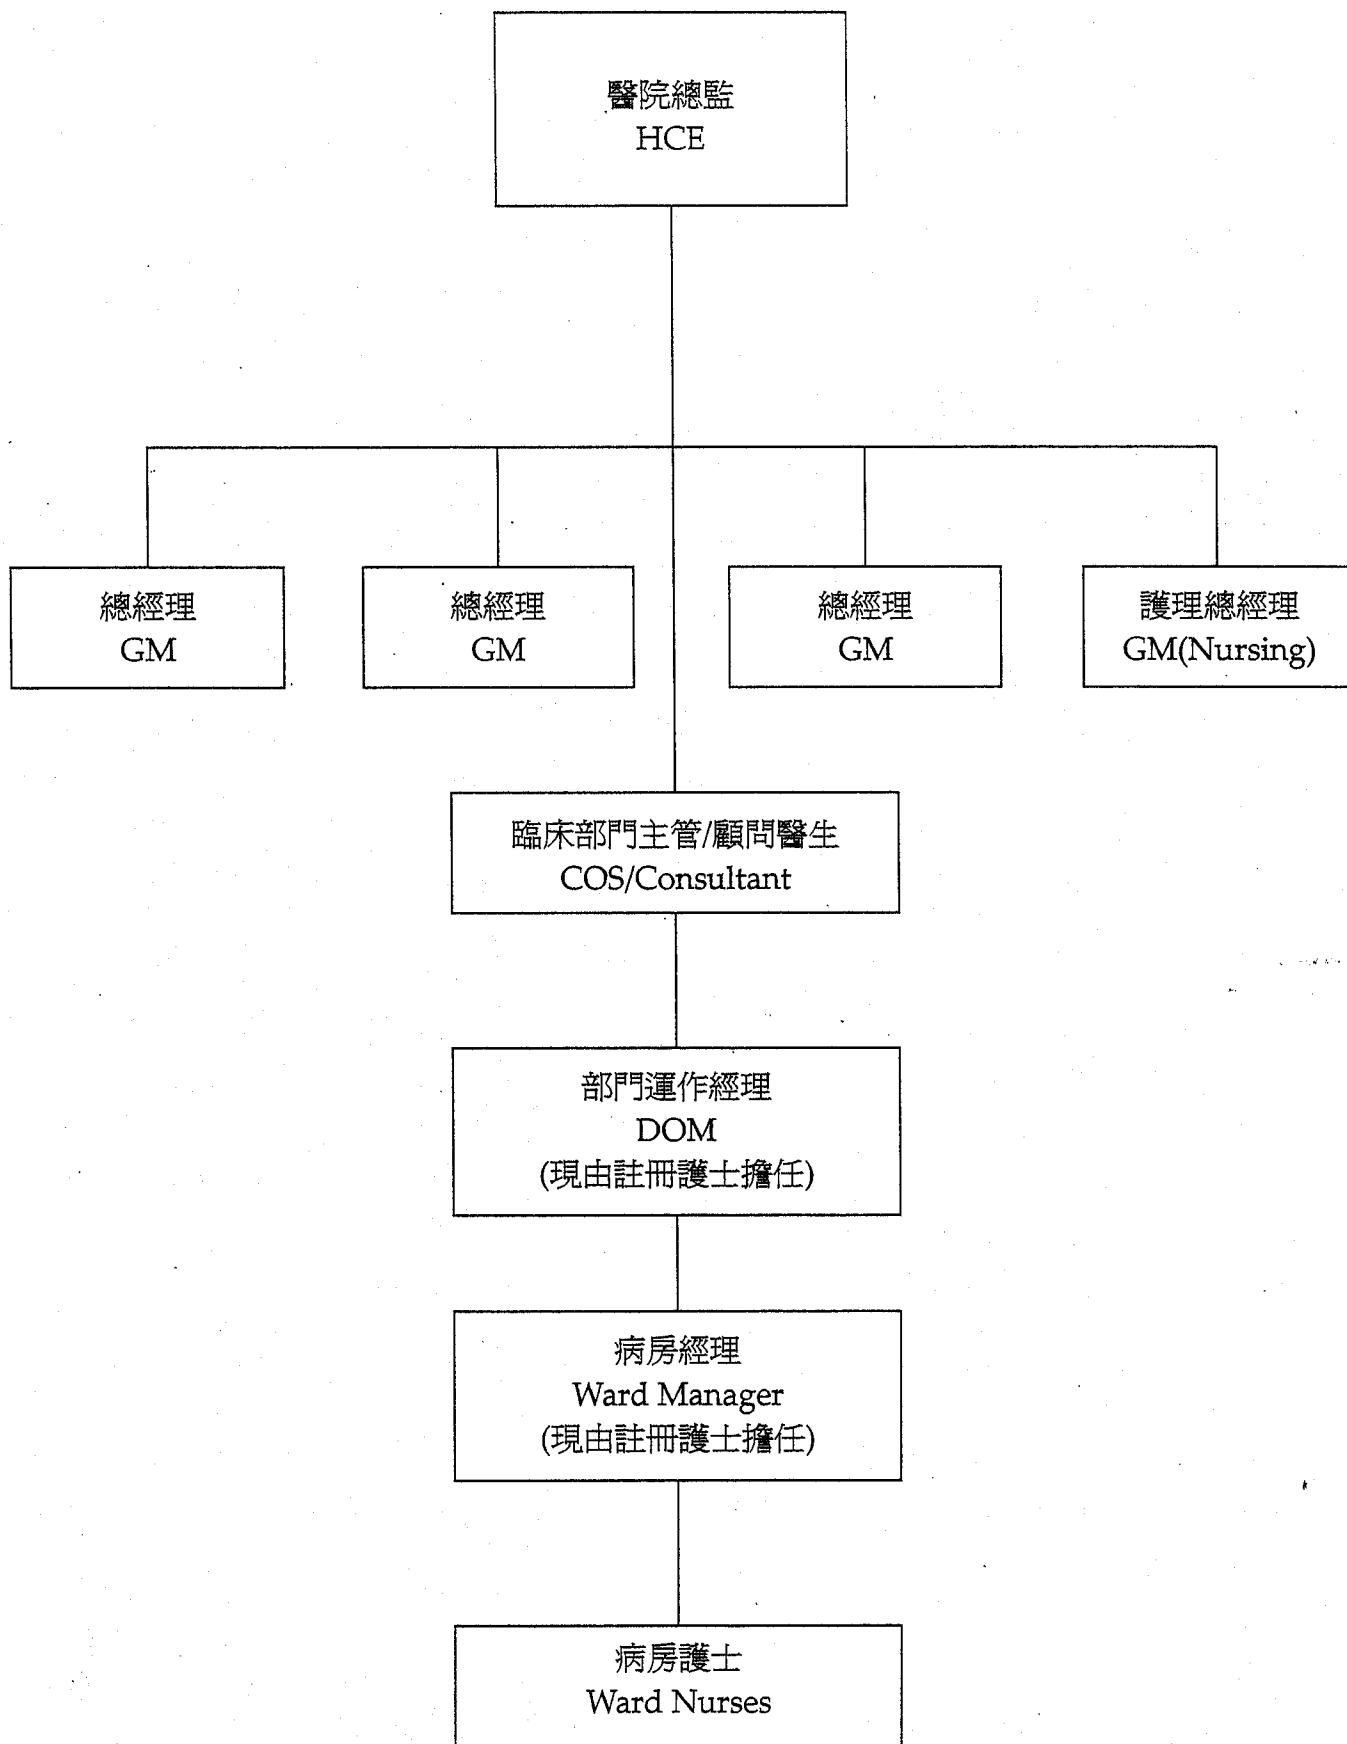 醫院總監
HCE
總經理
GM
總經理
GM
總經理
GM
護理總經理
GM(Nursing)
臨床部門主管/顧問醫生
COS/Consultant
部門運作經理
DOM
(現由註冊護士擔任)
病房經理
Ward Manager
(現由註冊護士擔任)
病房護士
Ward Nurses